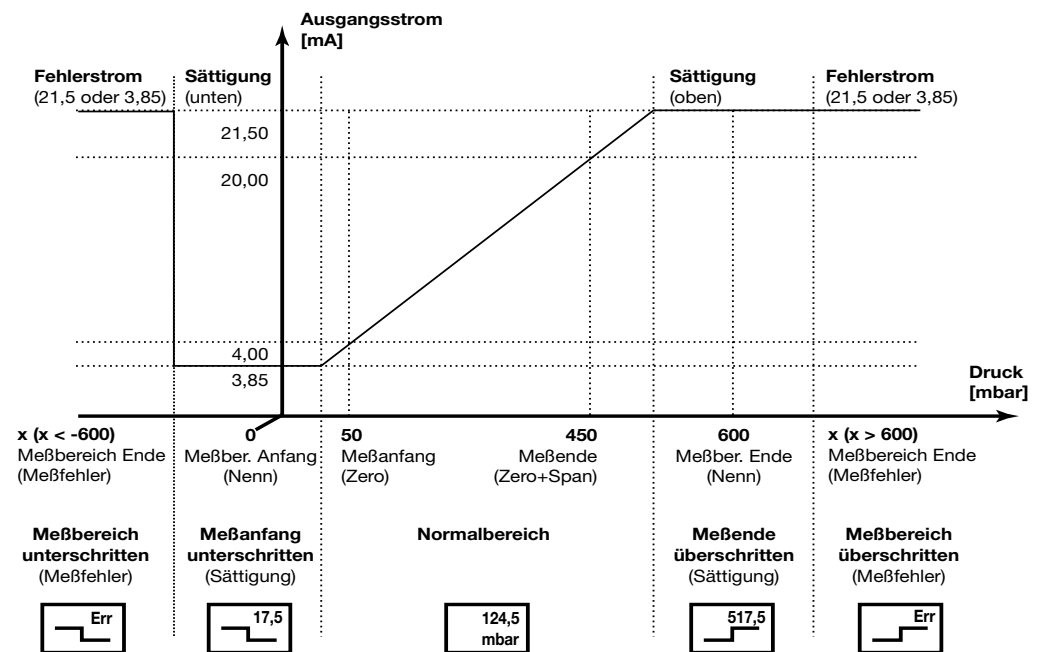 Ausgangsstrom
[mA]
Fehlerstrom
(21,5 oder 3,85)
Sättigung
(unten)
Sättigung
(oben)
Fehlerstrom
(21,5 oder 3,85)
21,50
20,00
4,00
3,85
Druck
[mbar]
x (x < -600)
Meßbereich Ende
(Meßfehler)
0
Meßber. Anfang
(Nenn)
50
Meßanfang
(Zero)
450
Meßende
(Zero+Span)
600
Meßber. Ende
(Nenn)
x (x > 600)
Meßbereich Ende
(Meßfehler)
Meßbereich
unterschritten
(Meßfehler)
Meßanfang
unterschritten
(Sättigung)
Normalbereich
Meßende
überschritten
(Sättigung)
Meßbereich
überschritten
(Meßfehler)
Err
17,5
124,5
mbar
517,5
Err